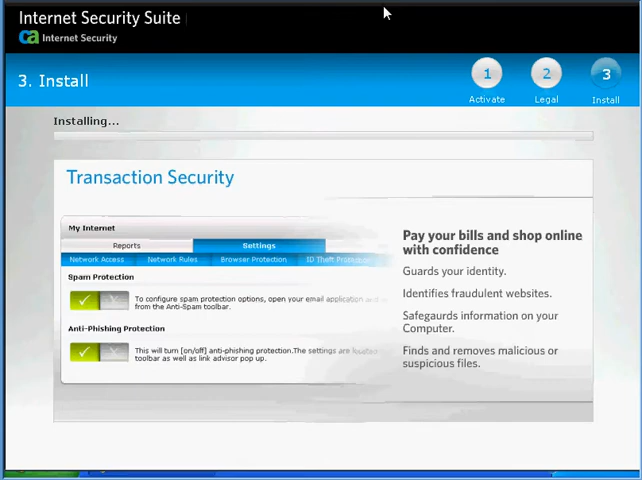 Internet Security Suite
ca Internet Security
3. Install
1
2
3
Activate
Legal
Install
Installing...
Transaction Security
My Internet
Reports
Settings
Network Access
Network Rules
Browser Protection
ID Theft Protection
Spam Protection
To configure spam protection options, open your email application and
from the Anti-Spam toolbar.
Anti-Phishing Protection
This will turn [on/off] anti-phishing protection.The settings are located
toolbar as well as link advisor pop up.
Pay your bills and shop online
with confidence
Guards your identity.
Identifies fraudulent websites.
Safegaurds information on your
Computer.
Finds and removes malicious or
suspicious files.